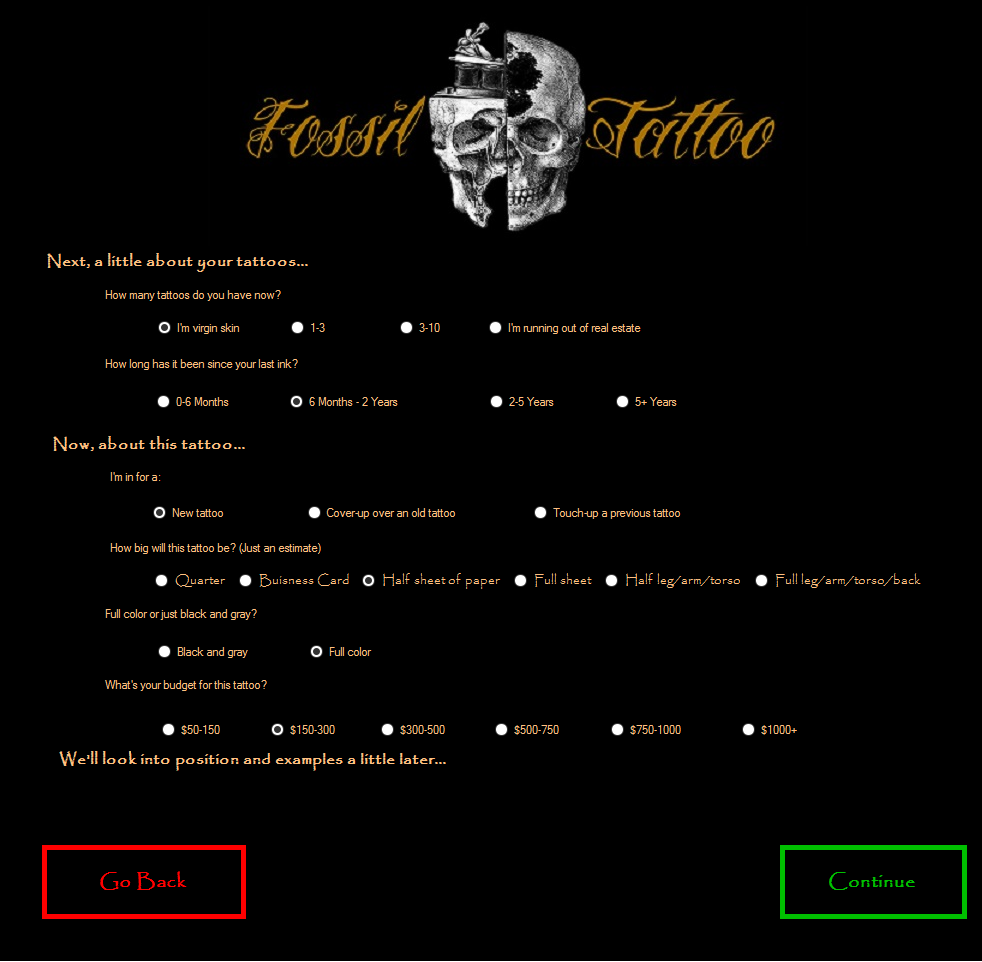 Fossil Tattoo
Next, a little about your tattoos...
How many tattoos do you have now?
I'm virgin skin 1-3 3-10 I'm running out of real estate
How long has it been since your last ink?
0-6 Months 6 Months - 2 Years 2-5 Years 5+ Years
Now, about this tattoo...
I'm in for a:
New tattoo Cover-up over an old tattoo Touch-up a previous tattoo
How big will this tattoo be? (Just an estimate)
Quarter Buisness Card Half sheet of paper Full sheet Half leg/arm/torso Full leg/arm/torso/back
Full color or just black and gray?
Black and gray Full color
What's your budget for this tattoo?
$50-150 $150-300 $300-500 $500-750 $750-1000 $1000+
We'll look into position and examples a little later...
Go Back Continue